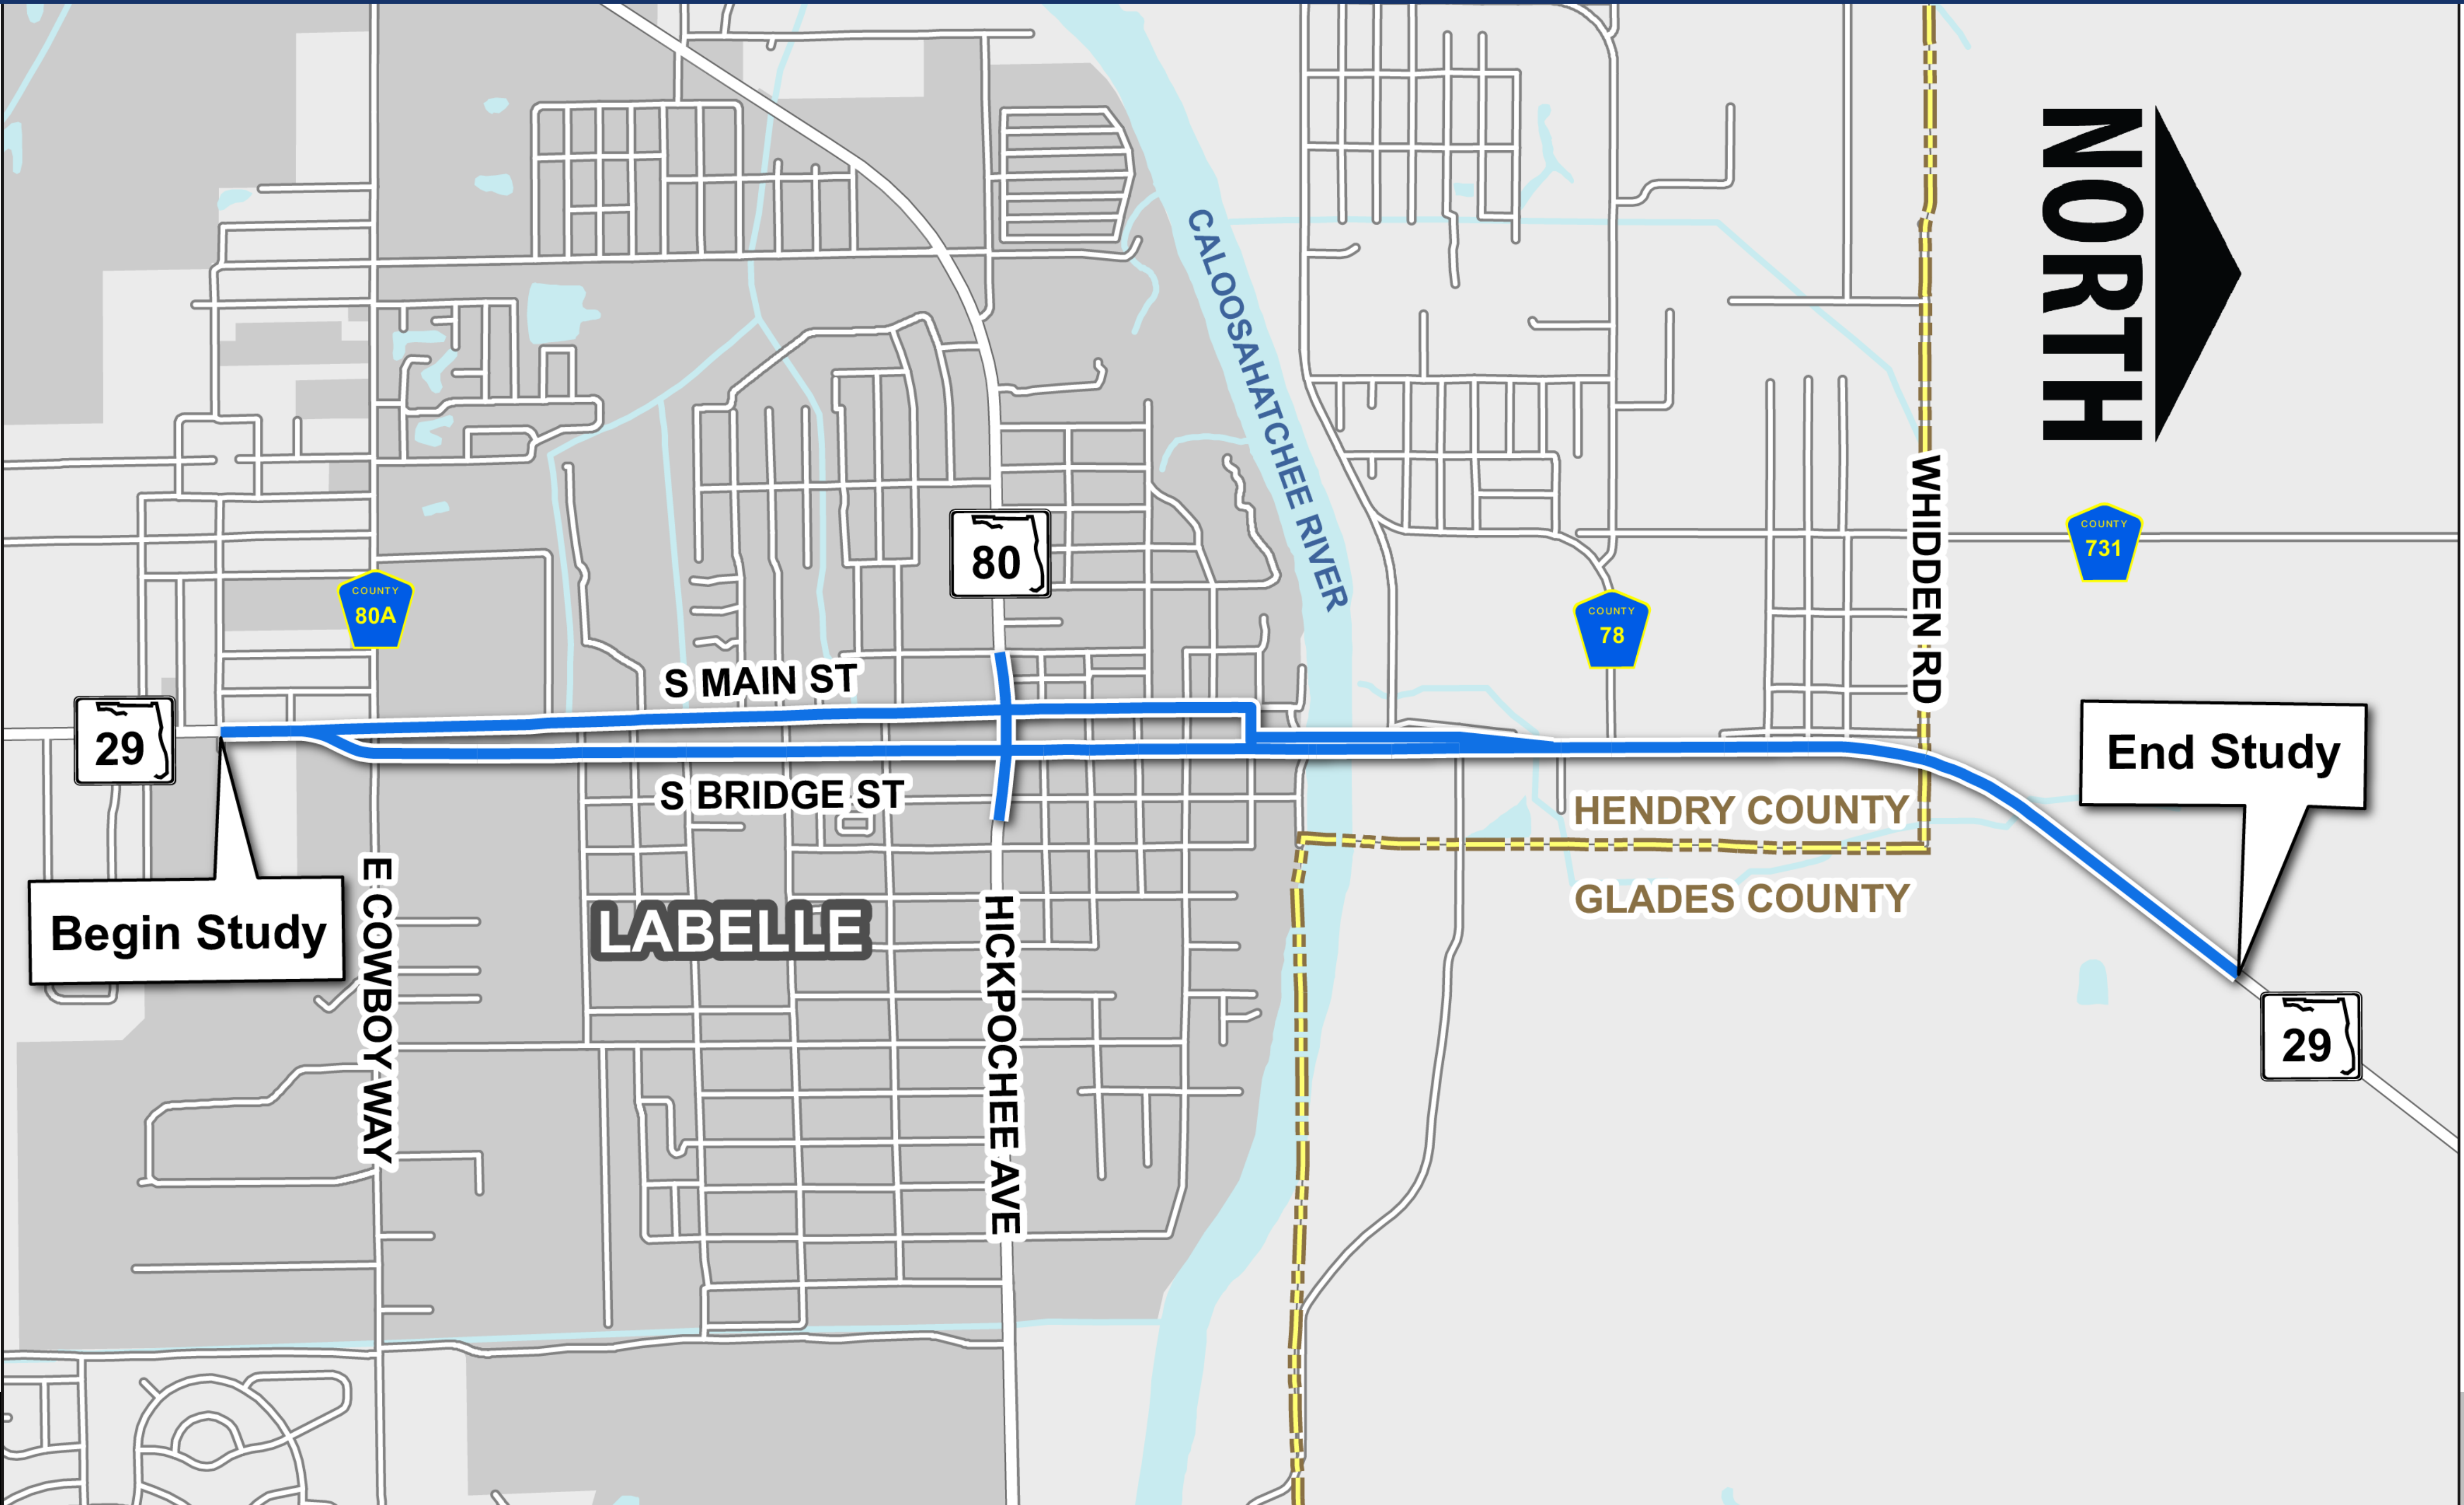 NORTH
CALOOSAHATCHEE RIVER
WHIDDEN RD
COUNTY
731
80
COUNTY
80A
COUNTY
78
S MAIN ST
29
End Study
S BRIDGE ST
HENDRY COUNTY
GLADES COUNTY
Begin Study
E COWBOY WAY
LABELLE
HICKPOCHEE AVE
29